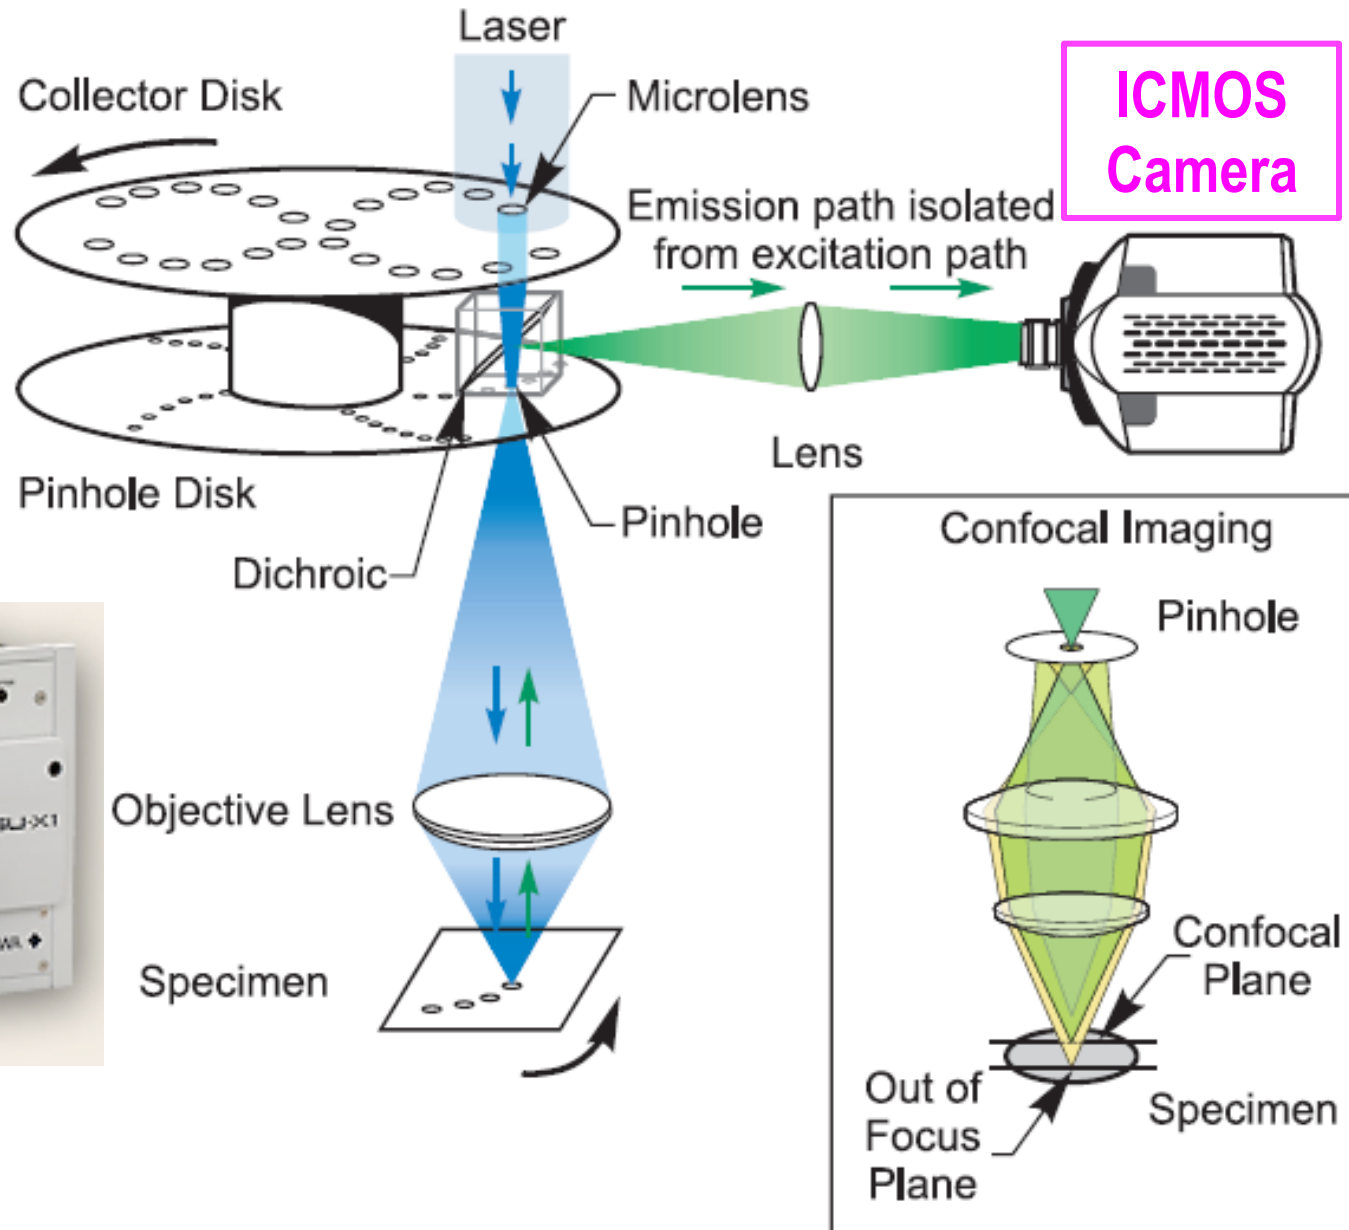 Laser
Collector Disk
Microlens
ICMOS
Camera
Emission path isolated
from excitation path
Lens
Pinhole Disk
Pinhole
Dichroic
Confocal Imaging
Pinhole
Objective Lens
Confocal
Plane
Specimen
Out of
Focus
Plane
Specimen